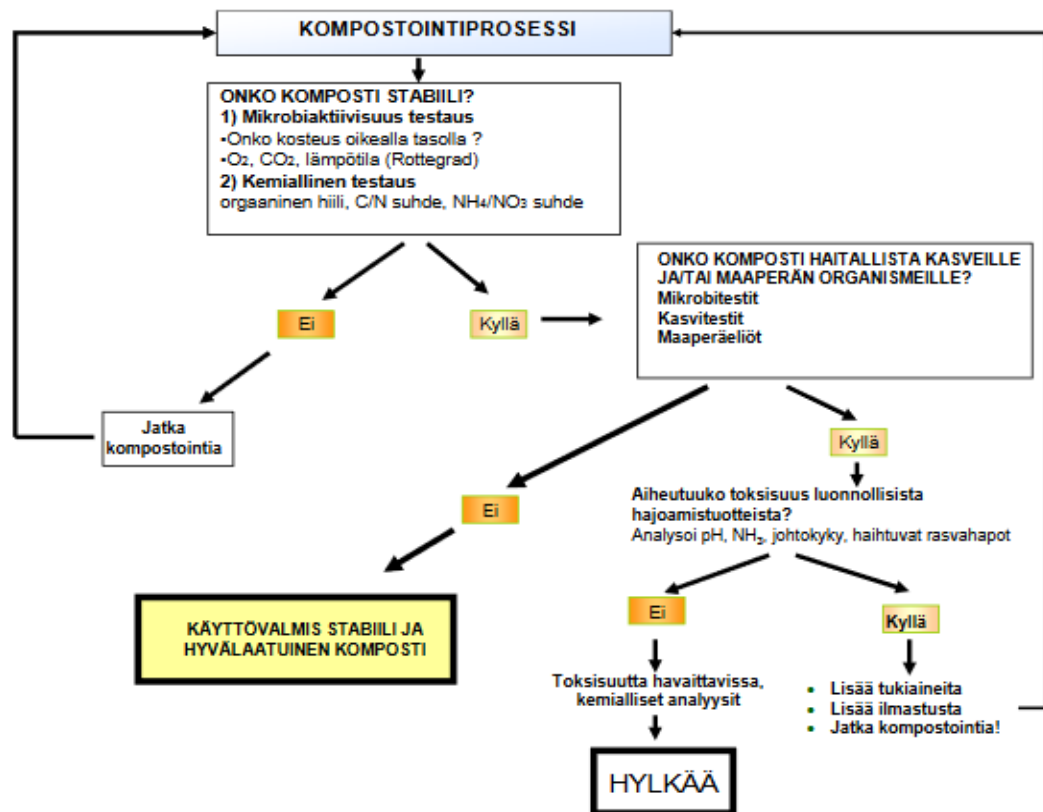 KOMPOSTOINTIPROSESSI
ONKO KOMPOSTI STABIILI?
1) Mikrobiaktiivisuus testaus
•Onko kosteus oikealla tasolla ?
•O2, CO2, lämpötila (Rottegrad)
2) Kemiallinen testaus
orgaaninen hiili, C/N suhde, NH4/NO3 suhde
Ei
Kyllä
Jatka
kompostointia
ONKO KOMPOSTI HAITALLISTA KASVEILLE
JA/TAI MAAPERÄN ORGANISMEILLE?
Mikrobitestit
Kasvitestit
Maaperäeliöt
Ei
Kyllä
KÄYTTÖVALMIS STABIILI JA
HYVÄLAATUINEN KOMPOSTI
Aiheutuuko toksisuus luonnollisista
hajoamistuotteista?
Analysoi pH, NH3, johtokyky, haihtuvat rasvahapot
Ei
Kyllä
Toksisuutta havaittavissa,
kemialliset analyysit
HYLKÄÄ
• Lisää tukiaineita
• Lisää ilmastusta
• Jatka kompostointia!